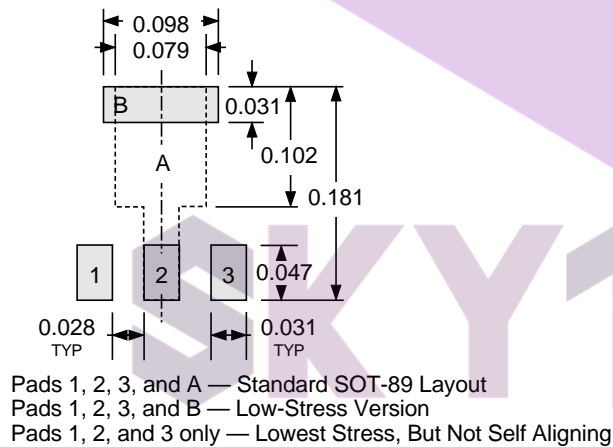 0.098
0.079
B
0.031
A
0.102
0.181
1
2
3
0.047
0.028
TYP
0.031
TYP
Pads 1, 2, 3, and A — Standard SOT-89 Layout
Pads 1, 2, 3, and B — Low-Stress Version
Pads 1, 2, and 3 only — Lowest Stress, But Not Self Aligning
SKY1